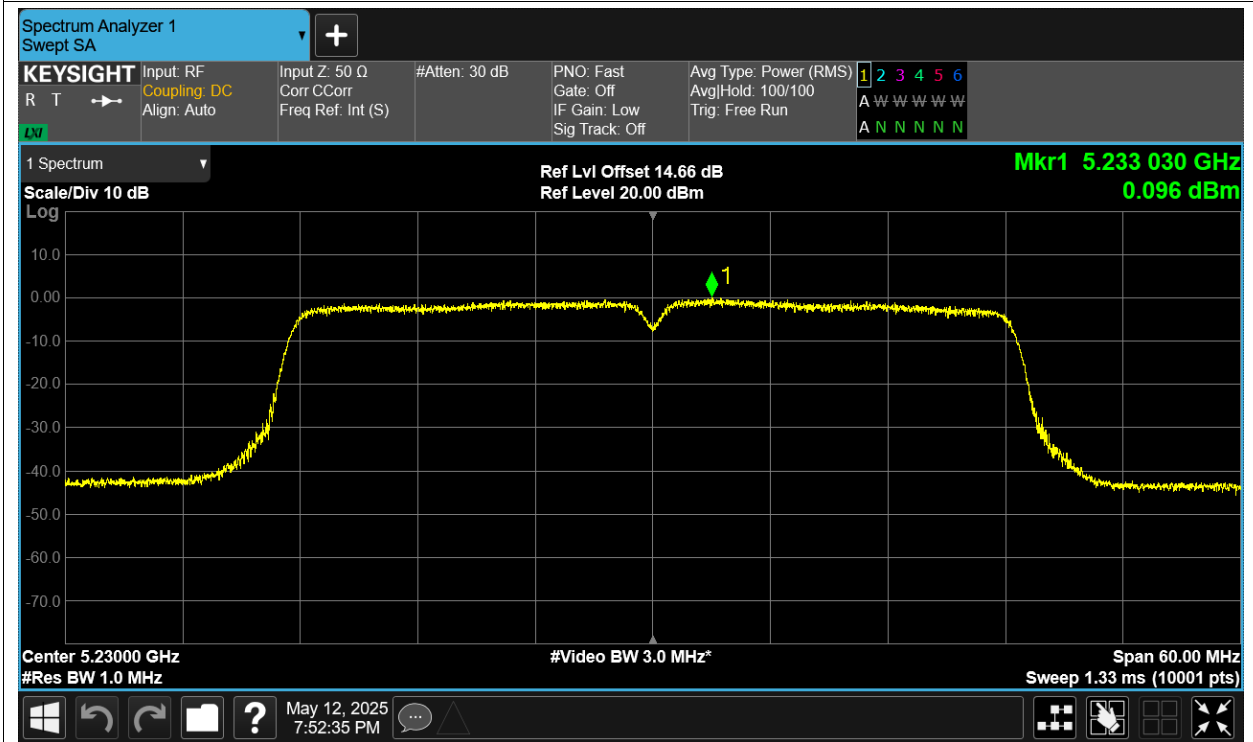 Spectrum Analyzer 1
Swept SA
KEYSIGHT
R T
LXI
Input: RF
Coupling: DC
Align: Auto
Input Z: 50 Ω
Corr CCorr
Freq Ref: Int (S)
#Atten: 30 dB
PNO: Fast
Gate: Off
IF Gain: Low
Sig Track: Off
Avg Type: Power (RMS)
Avg|Hold: 100/100
Trig: Free Run
1 2 3 4 5 6
A W W W W W
A N N N N N
1 Spectrum
Scale/Div 10 dB
Log
Ref Lvl Offset 14.66 dB
Ref Level 20.00 dBm
Mkr1 5.233 030 GHz
0.096 dBm
10.0
0.00
-10.0
-20.0
-30.0
-40.0
-50.0
-60.0
-70.0
1
Center 5.23000 GHz
#Res BW 1.0 MHz
#Video BW 3.0 MHz*
Span 60.00 MHz
Sweep 1.33 ms (10001 pts)
?
May 12, 2025
7:52:35 PM